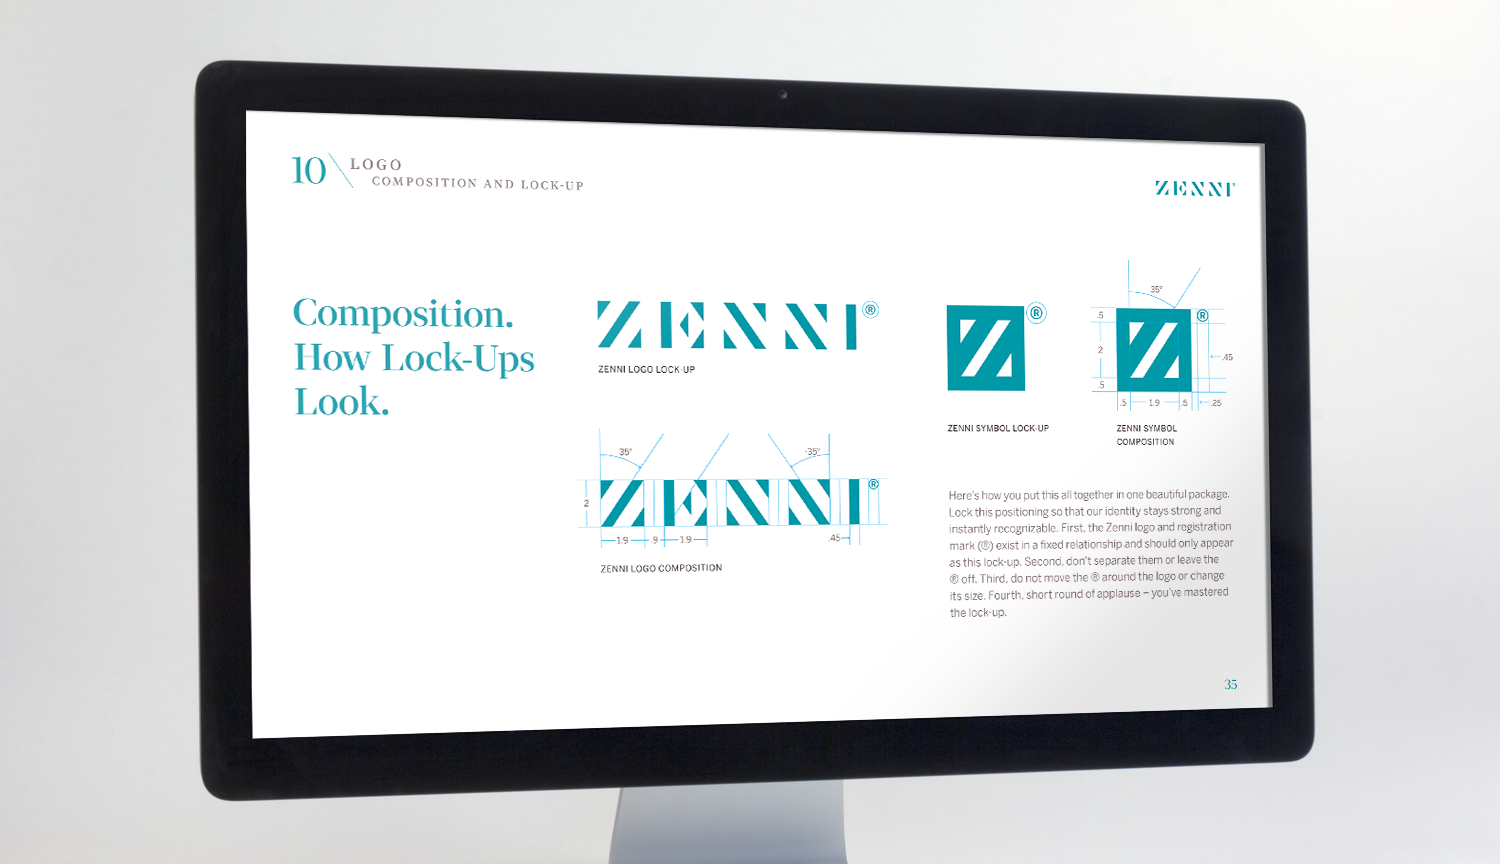 10
LOGO
COMPOSITION AND LOCK-UP
ZENNI®
Composition.
How Lock-Ups
Look.
ZENNI®
ZENNI LOGO LOCK-UP
35°
-35°
2
ZENNI®
1.9 .9 1.9 .45
ZENNI LOGO COMPOSITION
Z®
ZENNI SYMBOL LOCK-UP
35°
.5
2
.5
Z®
.45
.5 1.9 .5 .25
ZENNI SYMBOL
COMPOSITION
Here's how you put this all together in one beautiful package.
Lock this positioning so that our identity stays strong and
instantly recognizable. First, the Zenni logo and registration
mark (®) exist in a fixed relationship and should only appear
as this lock-up. Second, don't separate them or leave the
® off. Third, do not move the ® around the logo or change
its size. Fourth, short round of applause – you've mastered
the lock-up.
35